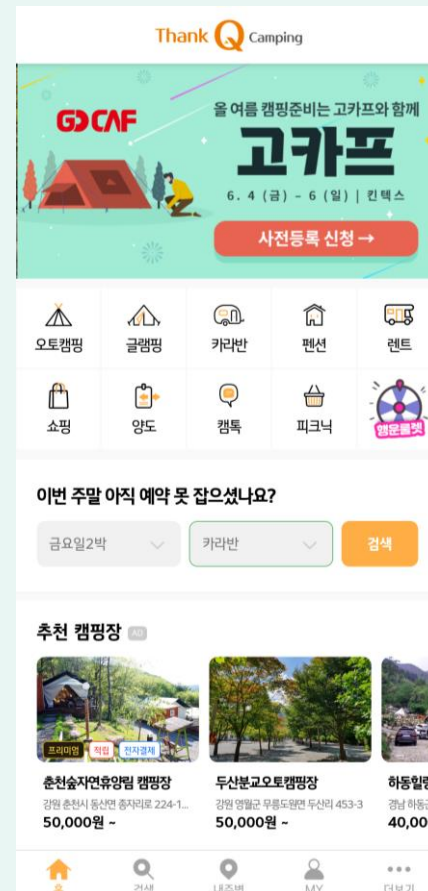 Thank Q Camping
GOCAF
올 여름 캠핑준비는 고카프와 함께
고카프
6. 4 (금) - 6 (일) | 킨텍스
사전등록 신청 →
오토캠핑 글램핑 카라반 펜션 렌트
쇼핑 양도 캠톡 피크닉 행운룰렛
이번 주말 아직 예약 못 잡으셨나요?
금요일2박 카라반 검색
추천 캠핑장 AD
프리미엄 적립 전자결제
춘천숲자연휴양림 캠핑장 두산분교오토캠핑장 하동힐링
강원 춘천시 동산면 종자리로 224-1... 강원 영월군 무릉도원면 두산리 453-3 경남 하동군
50,000원 ~ 50,000원 ~ 40,00
홈 검색 내주변 MY 더보기